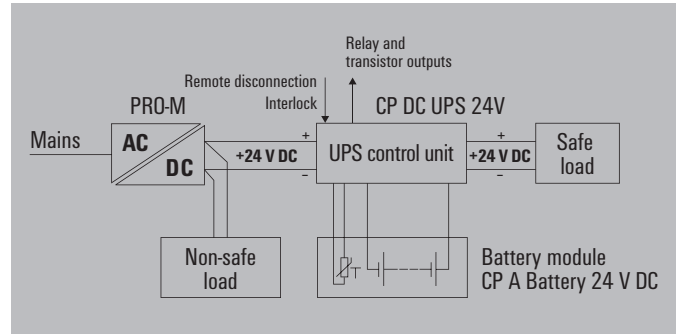 Relay and
transistor outputs
Remote disconnection
Interlock
PRO-M
CP DC UPS 24V
Mains
AC
DC
+
+24 V DC
–
UPS control unit
+
+24 V DC
–
Safe
load
Non-safe
load
T
Battery module
CP A Battery 24 V DC